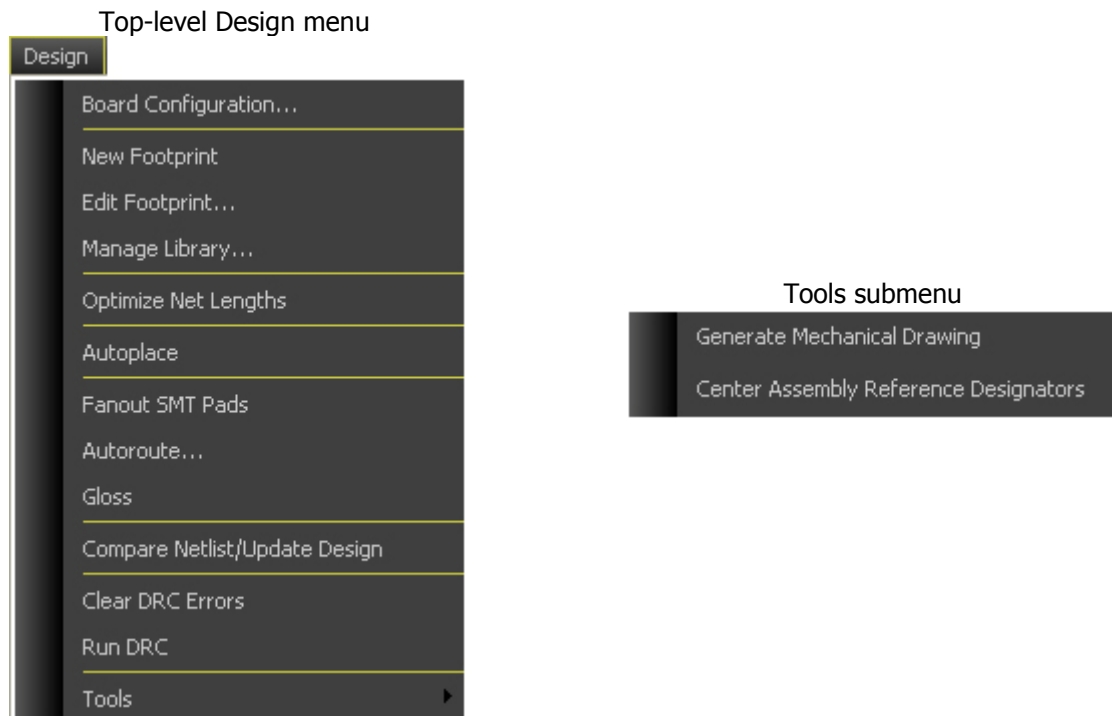 Top-level Design menu
Design
Board Configuration...
New Footprint
Edit Footprint...
Manage Library...
Optimize Net Lengths
Autoplace
Fanout SMT Pads
Autoroute...
Gloss
Compare Netlist/Update Design
Clear DRC Errors
Run DRC
Tools
Tools submenu
Generate Mechanical Drawing
Center Assembly Reference Designators